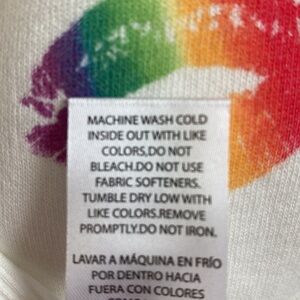 MACHINE WASH COLD
INSIDE OUT WITH LIKE
COLORS,DO NOT
BLEACH.DO NOT USE
FABRIC SOFTENERS.
TUMBLE DRY LOW WITH
LIKE COLORS.REMOVE
PROMPTLY.DO NOT IRON.
LAVAR A MÁQUINA EN FRÍO
POR DENTRO HACIA
FUERA CON COLORES